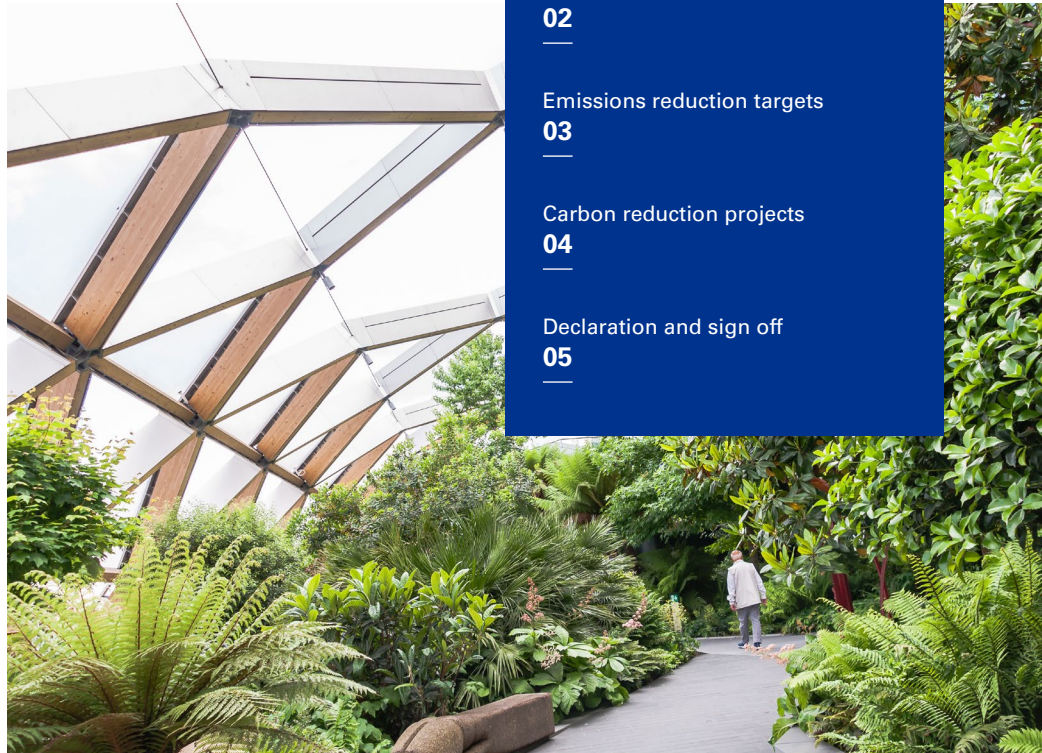 02
Emissions reduction targets
03
Carbon reduction projects
04
Declaration and sign off
05